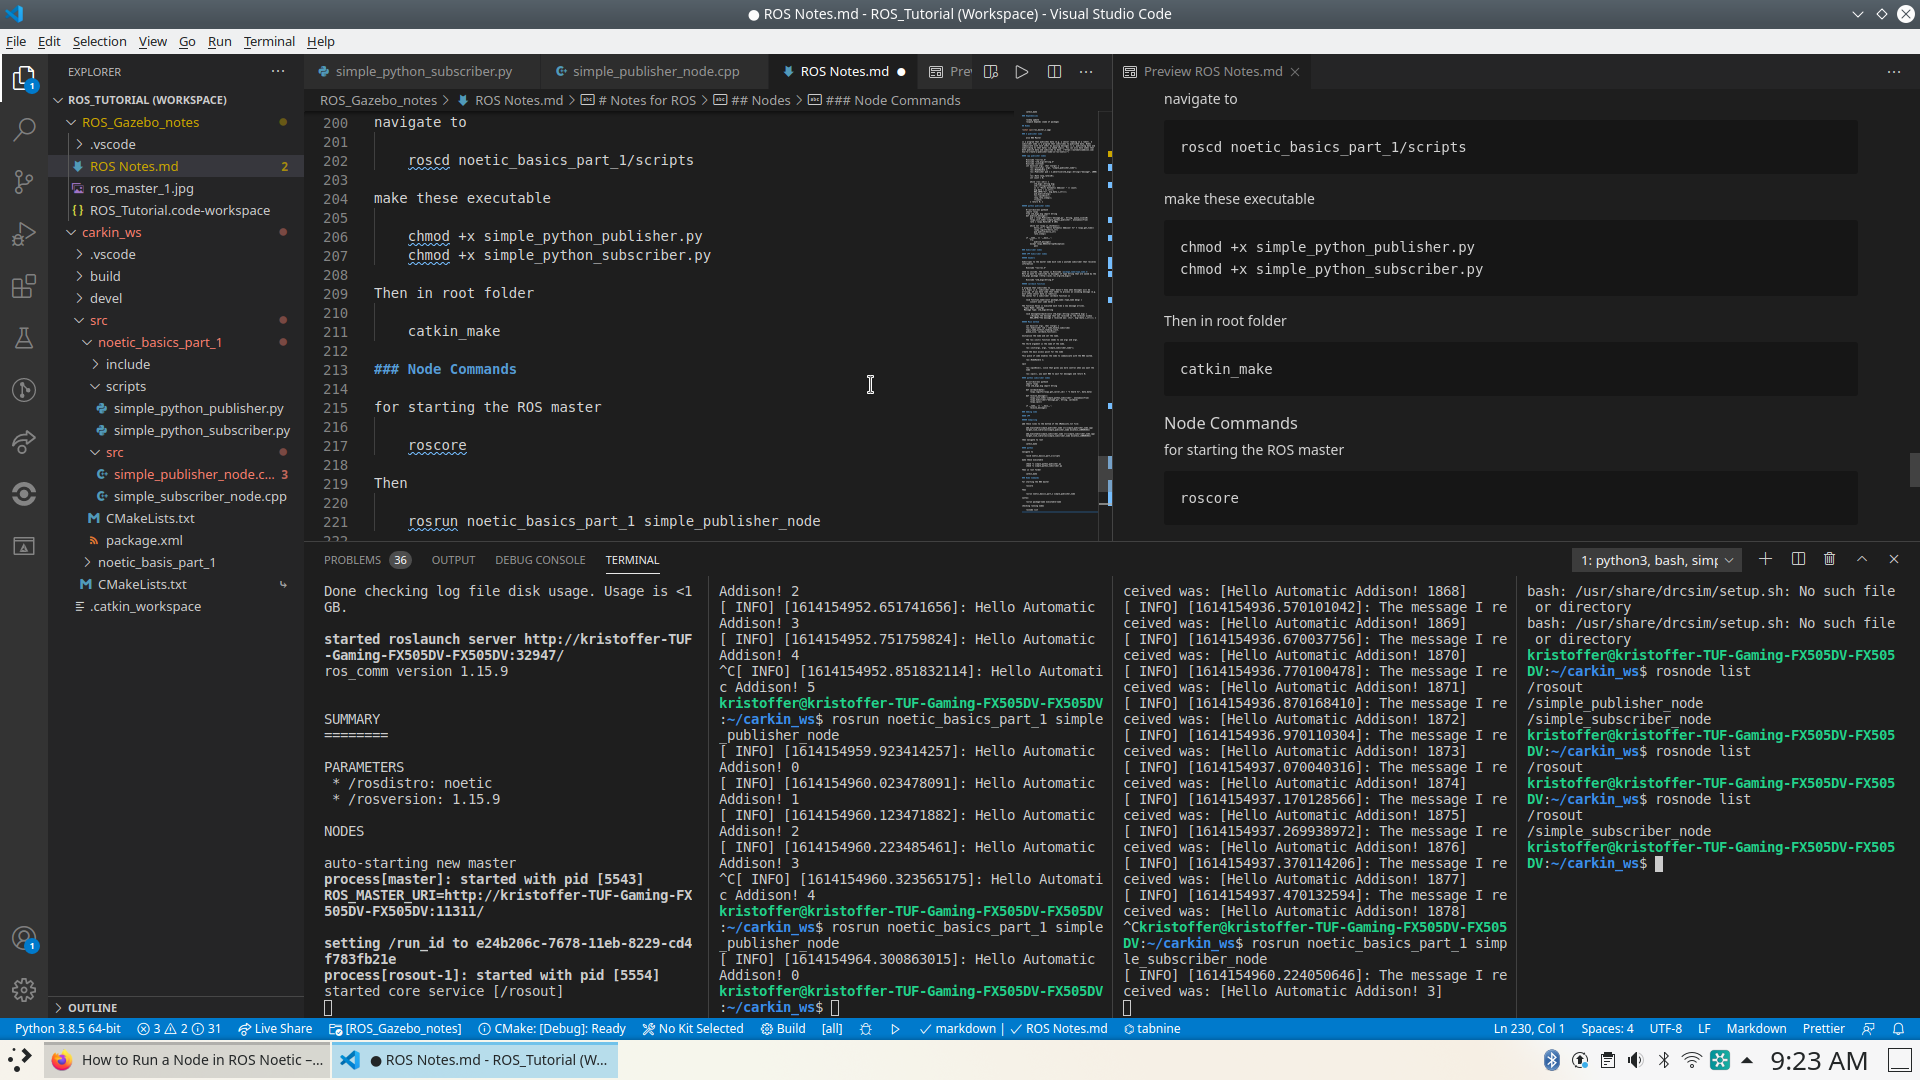 ROS Notes.md - ROS_Tutorial (Workspace) - Visual Studio Code
File Edit Selection View Go Run Terminal Help
EXPLORER
ROS_TUTORIAL (WORKSPACE)
ROS_Gazebo_notes
.vscode
ROS Notes.md 2
ros_master_1.jpg
ROS_Tutorial.code-workspace
carkin_ws
.vscode
build
devel
src
noetic_basics_part_1
include
scripts
simple_python_publisher.py
simple_python_subscriber.py
src
simple_publisher_node.c... 3
simple_subscriber_node.cpp
CMakeLists.txt
package.xml
noetic_basis_part_1
CMakeLists.txt
.catkin_workspace
OUTLINE
simple_python_subscriber.py simple_publisher_node.cpp ROS Notes.md Pre
ROS_Gazebo_notes > ROS Notes.md > # Notes for ROS > ## Nodes > ### Node Commands
200 navigate to
201
202 roscd noetic_basics_part_1/scripts
203
204 make these executable
205
206 chmod +x simple_python_publisher.py
207 chmod +x simple_python_subscriber.py
208
209 Then in root folder
210
211 catkin_make
212
213 ### Node Commands
214
215 for starting the ROS master
216
217 roscore
218
219 Then
220
221 rosrun noetic_basics_part_1 simple_publisher_node
222
Preview ROS Notes.md
navigate to
roscd noetic_basics_part_1/scripts
make these executable
chmod +x simple_python_publisher.py
chmod +x simple_python_subscriber.py
Then in root folder
catkin_make
Node Commands
for starting the ROS master
roscore
PROBLEMS 36 OUTPUT DEBUG CONSOLE TERMINAL
1: python3, bash, simp
Done checking log file disk usage. Usage is <1
GB.
started roslaunch server http://kristoffer-TUF
-Gaming-FX505DV-FX505DV:32947/
ros_comm version 1.15.9
SUMMARY
========
PARAMETERS
* /rosdistro: noetic
* /rosversion: 1.15.9
NODES
auto-starting new master
process[master]: started with pid [5543]
ROS_MASTER_URI=http://kristoffer-TUF-Gaming-FX
505DV-FX505DV:11311/
setting /run_id to e24b206c-7678-11eb-8229-cd4
f783fb21e
process[rosout-1]: started with pid [5554]
started core service [/rosout]
Addison! 2
[ INFO] [1614154952.651741656]: Hello Automatic
Addison! 3
[ INFO] [1614154952.751759824]: Hello Automatic
Addison! 4
^C[ INFO] [1614154952.851832114]: Hello Automati
c Addison! 5
kristoffer@kristoffer-TUF-Gaming-FX505DV-FX505DV
:~/carkin_ws$ rosrun noetic_basics_part_1 simple
_publisher_node
[ INFO] [1614154959.923414257]: Hello Automatic
Addison! 0
[ INFO] [1614154960.023478091]: Hello Automatic
Addison! 1
[ INFO] [1614154960.123471882]: Hello Automatic
Addison! 2
[ INFO] [1614154960.223485461]: Hello Automatic
Addison! 3
^C[ INFO] [1614154960.323565175]: Hello Automati
c Addison! 4
kristoffer@kristoffer-TUF-Gaming-FX505DV-FX505DV
:~/carkin_ws$ rosrun noetic_basics_part_1 simple
_publisher_node
[ INFO] [1614154964.300863015]: Hello Automatic
Addison! 0
kristoffer@kristoffer-TUF-Gaming-FX505DV-FX505DV
:~/carkin_ws$
ceived was: [Hello Automatic Addison! 1868]
[ INFO] [1614154936.570101042]: The message I re
ceived was: [Hello Automatic Addison! 1869]
[ INFO] [1614154936.670037756]: The message I re
ceived was: [Hello Automatic Addison! 1870]
[ INFO] [1614154936.770100478]: The message I re
ceived was: [Hello Automatic Addison! 1871]
[ INFO] [1614154936.870168410]: The message I re
ceived was: [Hello Automatic Addison! 1872]
[ INFO] [1614154936.970110304]: The message I re
ceived was: [Hello Automatic Addison! 1873]
[ INFO] [1614154937.070040316]: The message I re
ceived was: [Hello Automatic Addison! 1874]
[ INFO] [1614154937.170128566]: The message I re
ceived was: [Hello Automatic Addison! 1875]
[ INFO] [1614154937.269938972]: The message I re
ceived was: [Hello Automatic Addison! 1876]
[ INFO] [1614154937.370114206]: The message I re
ceived was: [Hello Automatic Addison! 1877]
[ INFO] [1614154937.470132594]: The message I re
ceived was: [Hello Automatic Addison! 1878]
^Ckristoffer@kristoffer-TUF-Gaming-FX505DV-FX505
DV:~/carkin_ws$ rosrun noetic_basics_part_1 simp
le_subscriber_node
[ INFO] [1614154960.224050646]: The message I re
ceived was: [Hello Automatic Addison! 3]
bash: /usr/share/drcsim/setup.sh: No such file
or directory
bash: /usr/share/drcsim/setup.sh: No such file
or directory
kristoffer@kristoffer-TUF-Gaming-FX505DV-FX505
DV:~/carkin_ws$ rosnode list
/rosout
/simple_publisher_node
/simple_subscriber_node
kristoffer@kristoffer-TUF-Gaming-FX505DV-FX505
DV:~/carkin_ws$ rosnode list
/rosout
kristoffer@kristoffer-TUF-Gaming-FX505DV-FX505
DV:~/carkin_ws$ rosnode list
/rosout
/simple_subscriber_node
kristoffer@kristoffer-TUF-Gaming-FX505DV-FX505
DV:~/carkin_ws$
Python 3.8.5 64-bit 3 2 31 Live Share [ROS_Gazebo_notes] CMake: [Debug]: Ready No Kit Selected Build [all] markdown | ROS Notes.md tabnine Ln 230, Col 1 Spaces: 4 UTF-8 LF Markdown Prettier
How to Run a Node in ROS Noetic –... ROS Notes.md - ROS_Tutorial (W... 9:23 AM